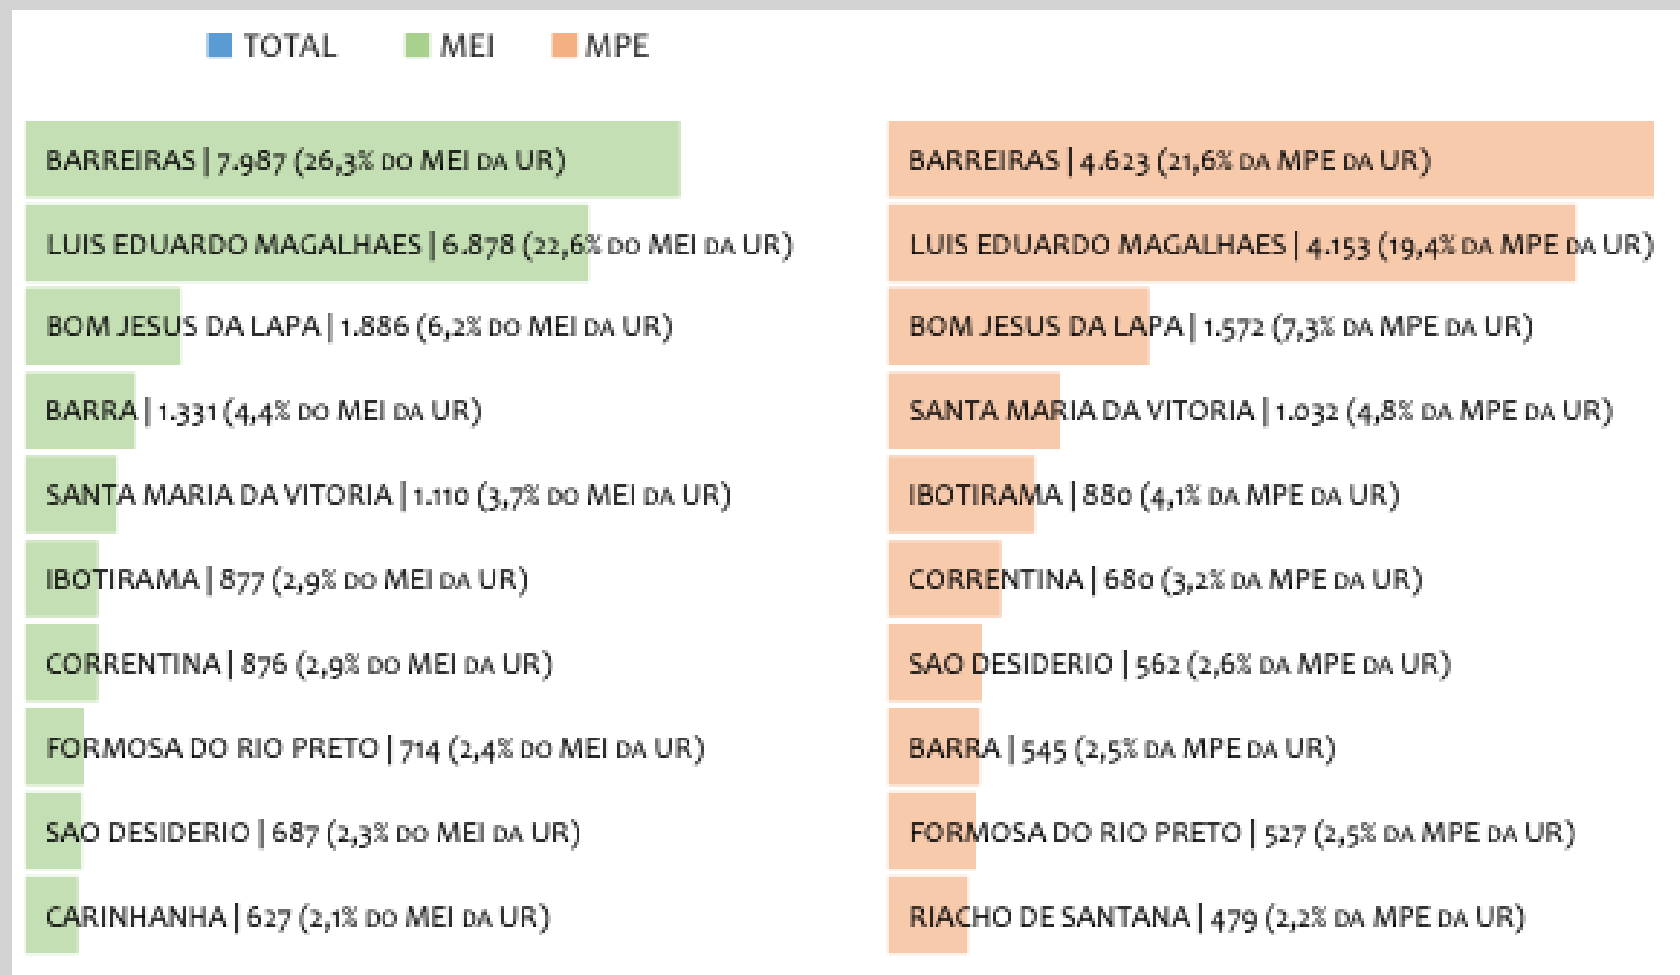 TOTAL MEI MPE
BARREIRAS | 7.987 (26,3% DO MEI DA UR)
LUIS EDUARDO MAGALHAES | 6.878 (22,6% DO MEI DA UR)
BOM JESUS DA LAPA | 1.886 (6,2% DO MEI DA UR)
BARRA | 1.331 (4,4% DO MEI DA UR)
SANTA MARIA DA VITORIA | 1.110 (3,7% DO MEI DA UR)
IBOTIRAMA | 877 (2,9% DO MEI DA UR)
CORRENTINA | 876 (2,9% DO MEI DA UR)
FORMOSA DO RIO PRETO | 714 (2,4% DO MEI DA UR)
SAO DESIDERIO | 687 (2,3% DO MEI DA UR)
CARINHANHA | 627 (2,1% DO MEI DA UR)
BARREIRAS | 4.623 (21,6% DA MPE DA UR)
LUIS EDUARDO MAGALHAES | 4.153 (19,4% DA MPE DA UR)
BOM JESUS DA LAPA | 1.572 (7,3% DA MPE DA UR)
SANTA MARIA DA VITORIA | 1.032 (4,8% DA MPE DA UR)
IBOTIRAMA | 880 (4,1% DA MPE DA UR)
CORRENTINA | 680 (3,2% DA MPE DA UR)
SAO DESIDERIO | 562 (2,6% DA MPE DA UR)
BARRA | 545 (2,5% DA MPE DA UR)
FORMOSA DO RIO PRETO | 527 (2,5% DA MPE DA UR)
RIACHO DE SANTANA | 479 (2,2% DA MPE DA UR)